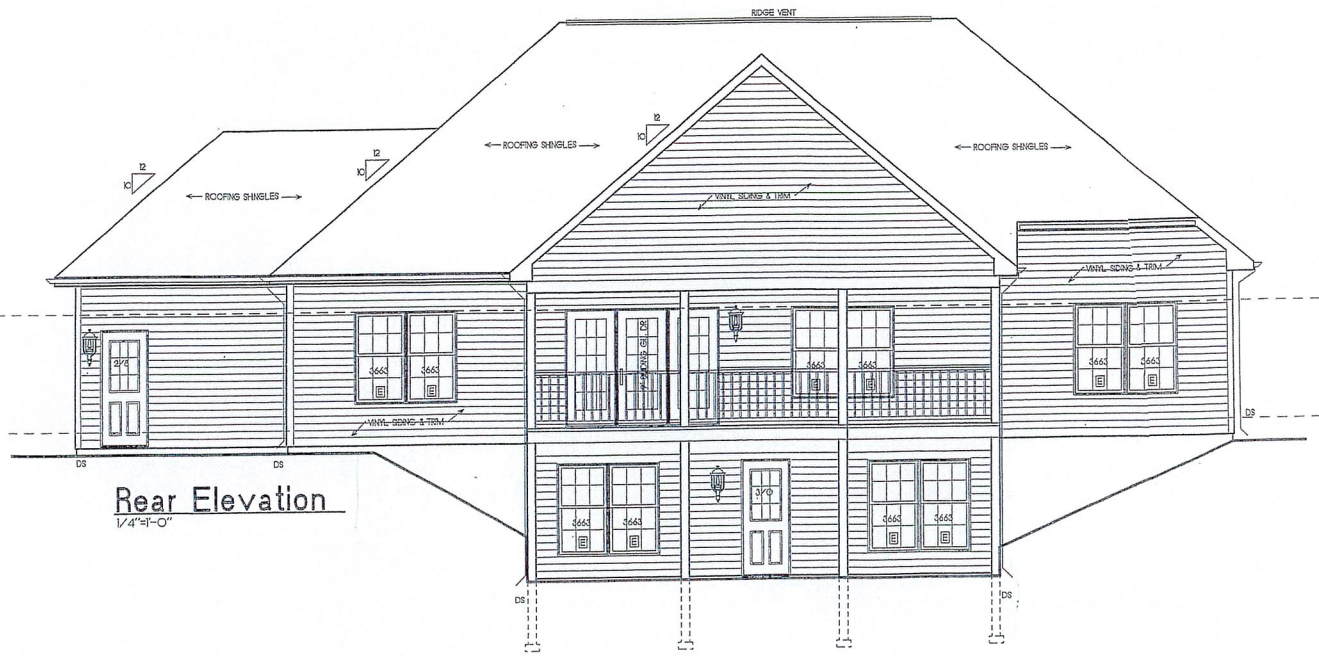 RIDGE VENT
12
10
12
10
12
10
ROOFING SHINGLES
ROOFING SHINGLES
ROOFING SHINGLES
VINYL SIDING & TRIM
VINYL SIDING & TRIM
2/8
3663
3663
E
E
3663
3663
E
E
3663
3663
E
E
VINYL SIDING & TRIM
DS
DS
DS
Rear Elevation
1/4"=1'-0"
3663
3663
E
E
3/0
3663
3663
E
E
DS
DS